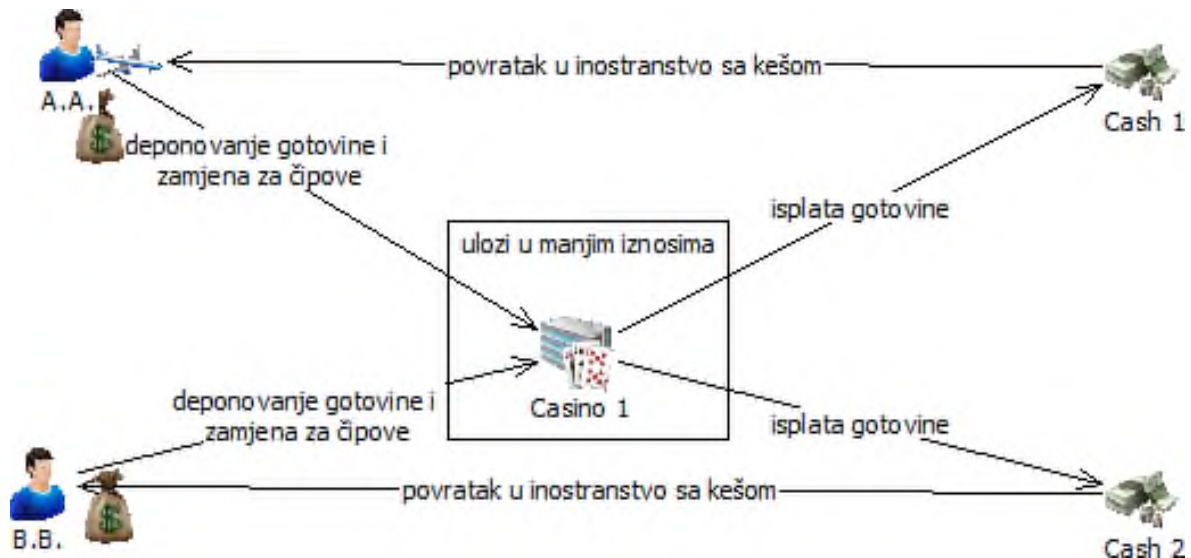 povratak u inostranstvo sa kešom
A.A.
Cash 1
deponovanje gotovine i
zamjena za čipove
isplata gotovine
ulozi u manjim iznosima
Casino 1
deponovanje gotovine i
zamjena za čipove
isplata gotovine
povratak u inostranstvo sa kešom
B.B.
Cash 2